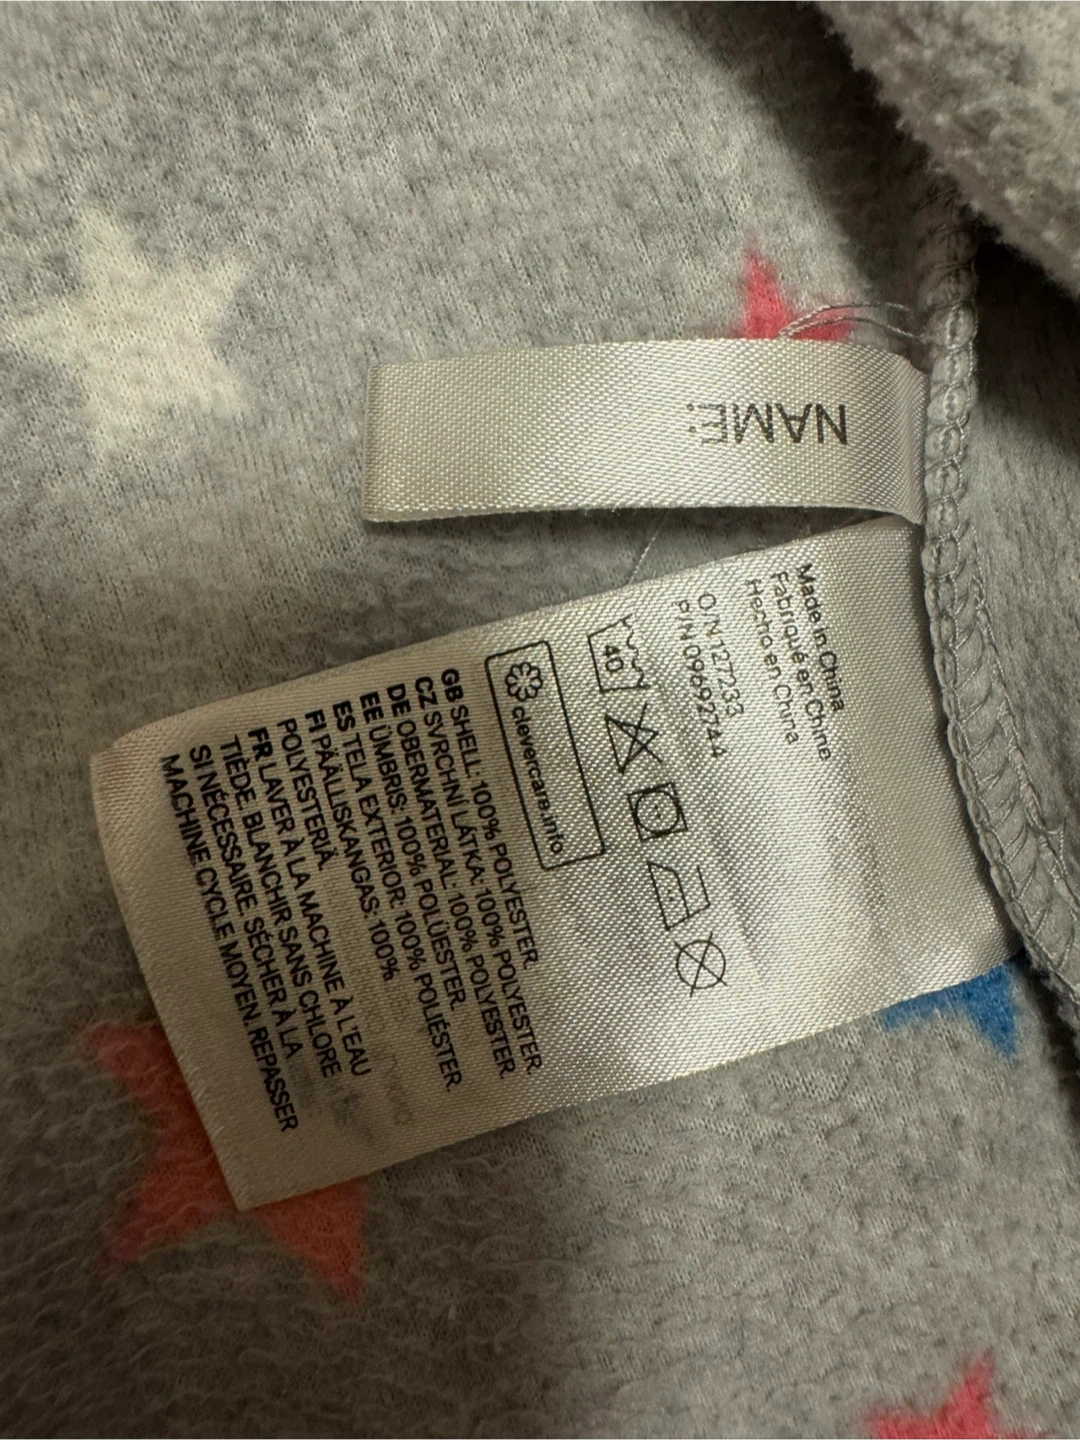 NAME:
Made in China
Fabriqué en Chine
Hecho en China
O/N 127233
P/N 09692744
40
clevercare.info
GB SHELL: 100% POLYESTER.
CZ SVRCHNÍ LÁTKA: 100% POLYESTER.
DE OBERMATERIAL: 100% POLYESTER.
EE ÜMBRIS: 100% POLÜESTER.
ES TELA EXTERIOR: 100% POLIÉSTER.
FI PÄÄLLISKANGAS: 100%
POLYESTERIÄ.
FR LAVER À LA MACHINE À L'EAU
TIÈDE. BLANCHIR SANS CHLORE
SI NÉCESSAIRE. SÉCHER À LA
MACHINE. CYCLE MOYEN. REPASSER